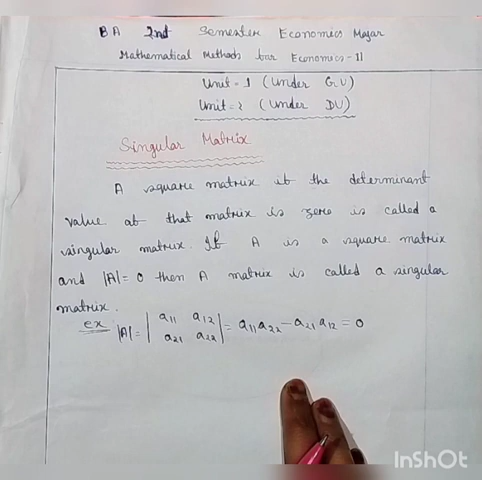 BA 2nd Semester Economics Major
Mathematical Methods for Economics-II
Unit-1 (Under GU)
Unit-2 (Under DU)
Singular Matrix
A square matrix if the determinant
value of that matrix is zero is called a
singular matrix. If A is a square matrix
and |A|=0 then A matrix is called a singular
matrix.
ex |A| = | a₁₁ a₁₂ | = a₁₁a₂₂ - a₂₁a₁₂ = 0
a₂₁ a₂₂
InShOt